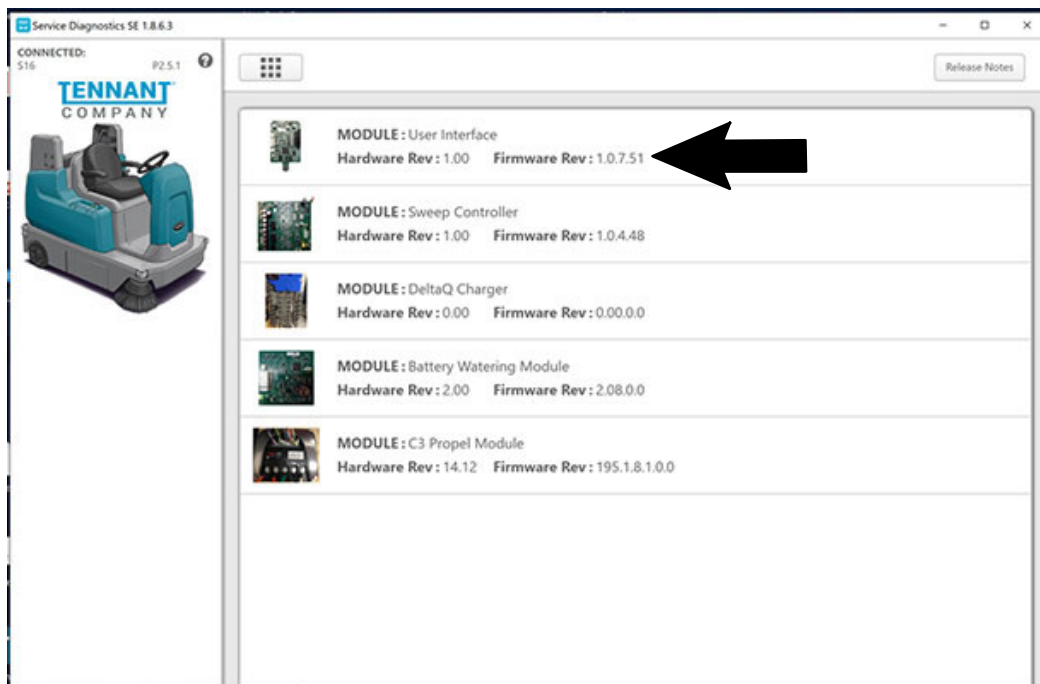 Service Diagnostics SE 1.8.6.3
CONNECTED:
S16 P2.5.1
TENNANT
COMPANY
Release Notes
MODULE: User Interface
Hardware Rev: 1.00 Firmware Rev: 1.0.7.51
MODULE: Sweep Controller
Hardware Rev: 1.00 Firmware Rev: 1.0.4.48
MODULE: DeltaQ Charger
Hardware Rev: 0.00 Firmware Rev: 0.00.0.0
MODULE: Battery Watering Module
Hardware Rev: 2.00 Firmware Rev: 2.08.0.0
MODULE: C3 Propel Module
Hardware Rev: 14.12 Firmware Rev: 195.1.8.1.0.0